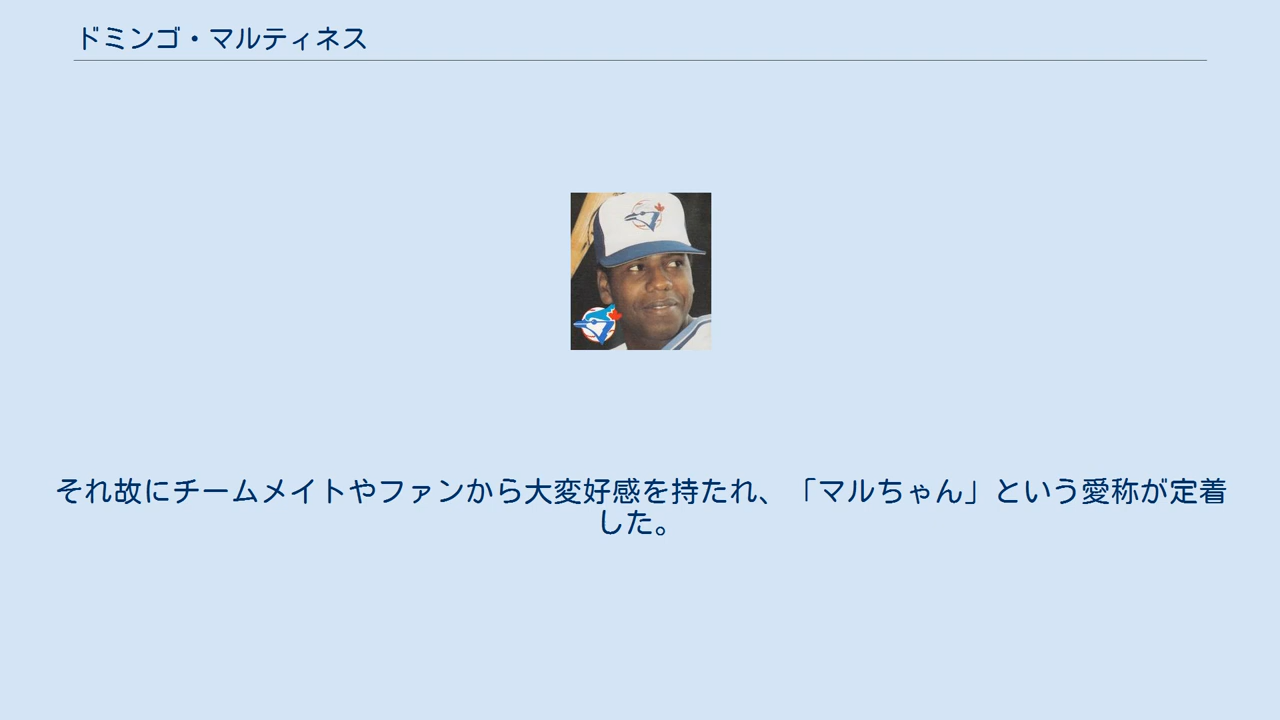 ドミンゴ・マルティネス
それ故にチームメイトやファンから大変好感を持たれ、「マルちゃん」という愛称が定着
した。